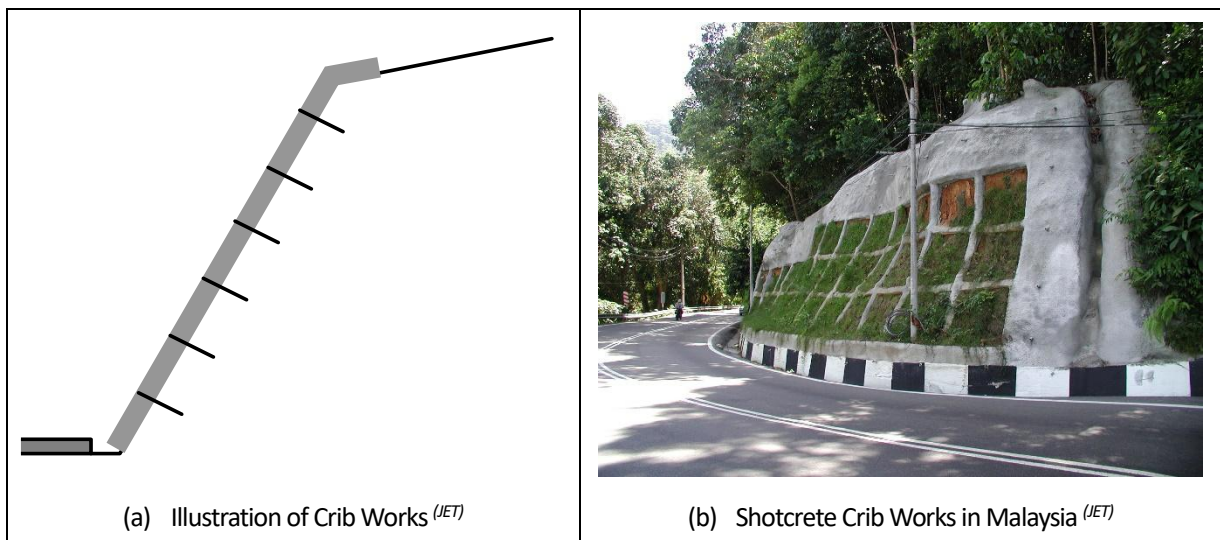 (a) Illustration of Crib Works (JET)
(b) Shotcrete Crib Works in Malaysia (JET)